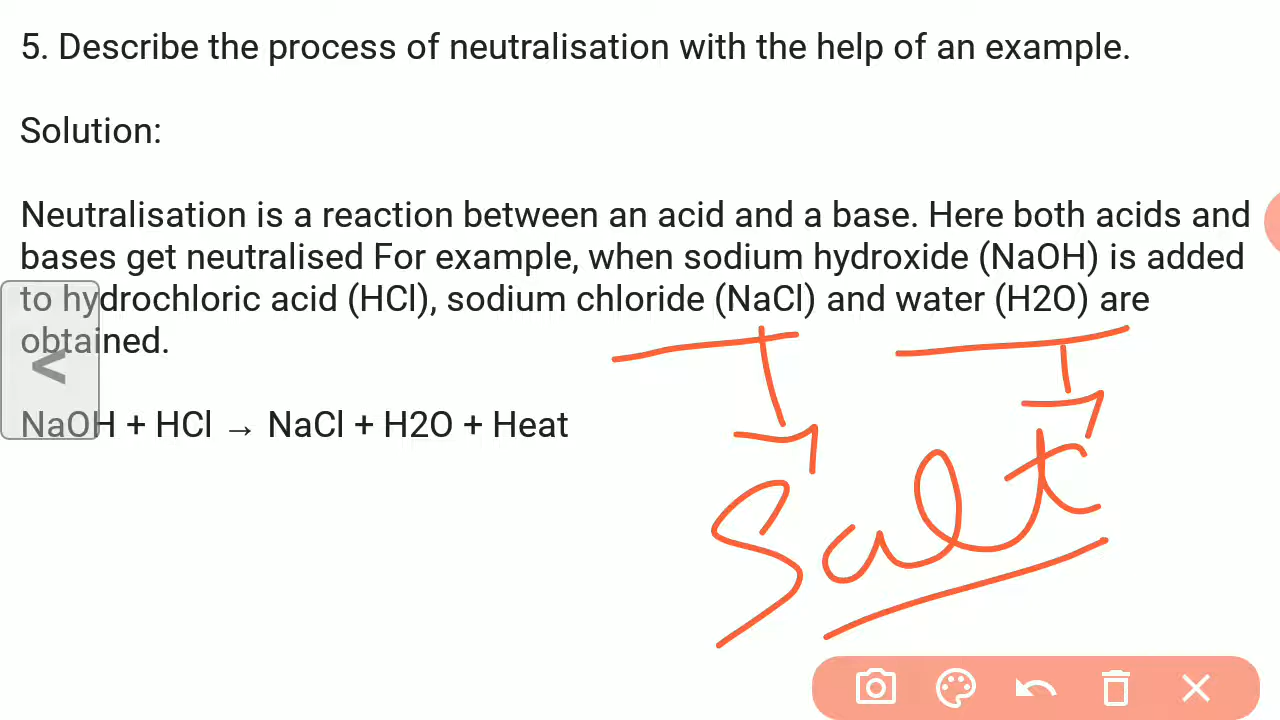 5. Describe the process of neutralisation with the help of an example.
Solution:
Neutralisation is a reaction between an acid and a base. Here both acids and
bases get neutralised For example, when sodium hydroxide (NaOH) is added
to hydrochloric acid (HCl), sodium chloride (NaCl) and water (H2O) are
obtained.
NaOH + HCl → NaCl + H2O + Heat
Salt